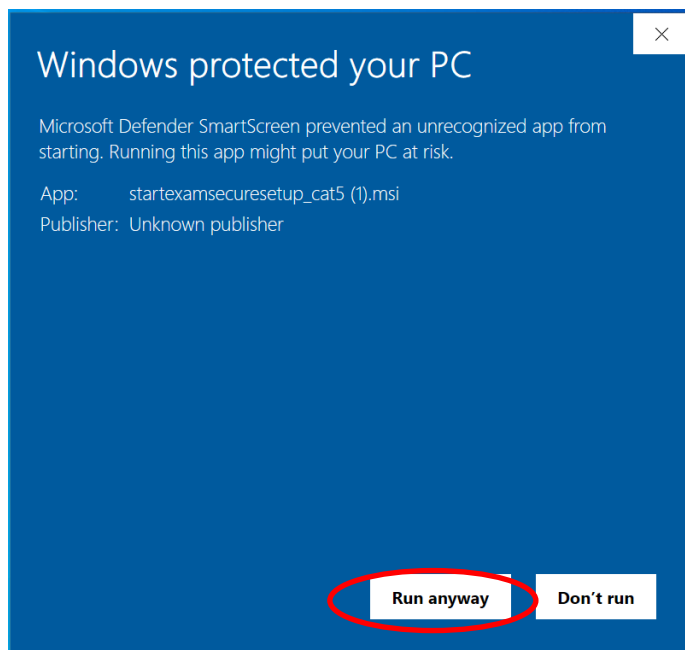 Windows protected your PC
Microsoft Defender SmartScreen prevented an unrecognized app from
starting. Running this app might put your PC at risk.
App: startexamsecuresetup_cat5 (1).msi
Publisher: Unknown publisher
Run anyway Don't run